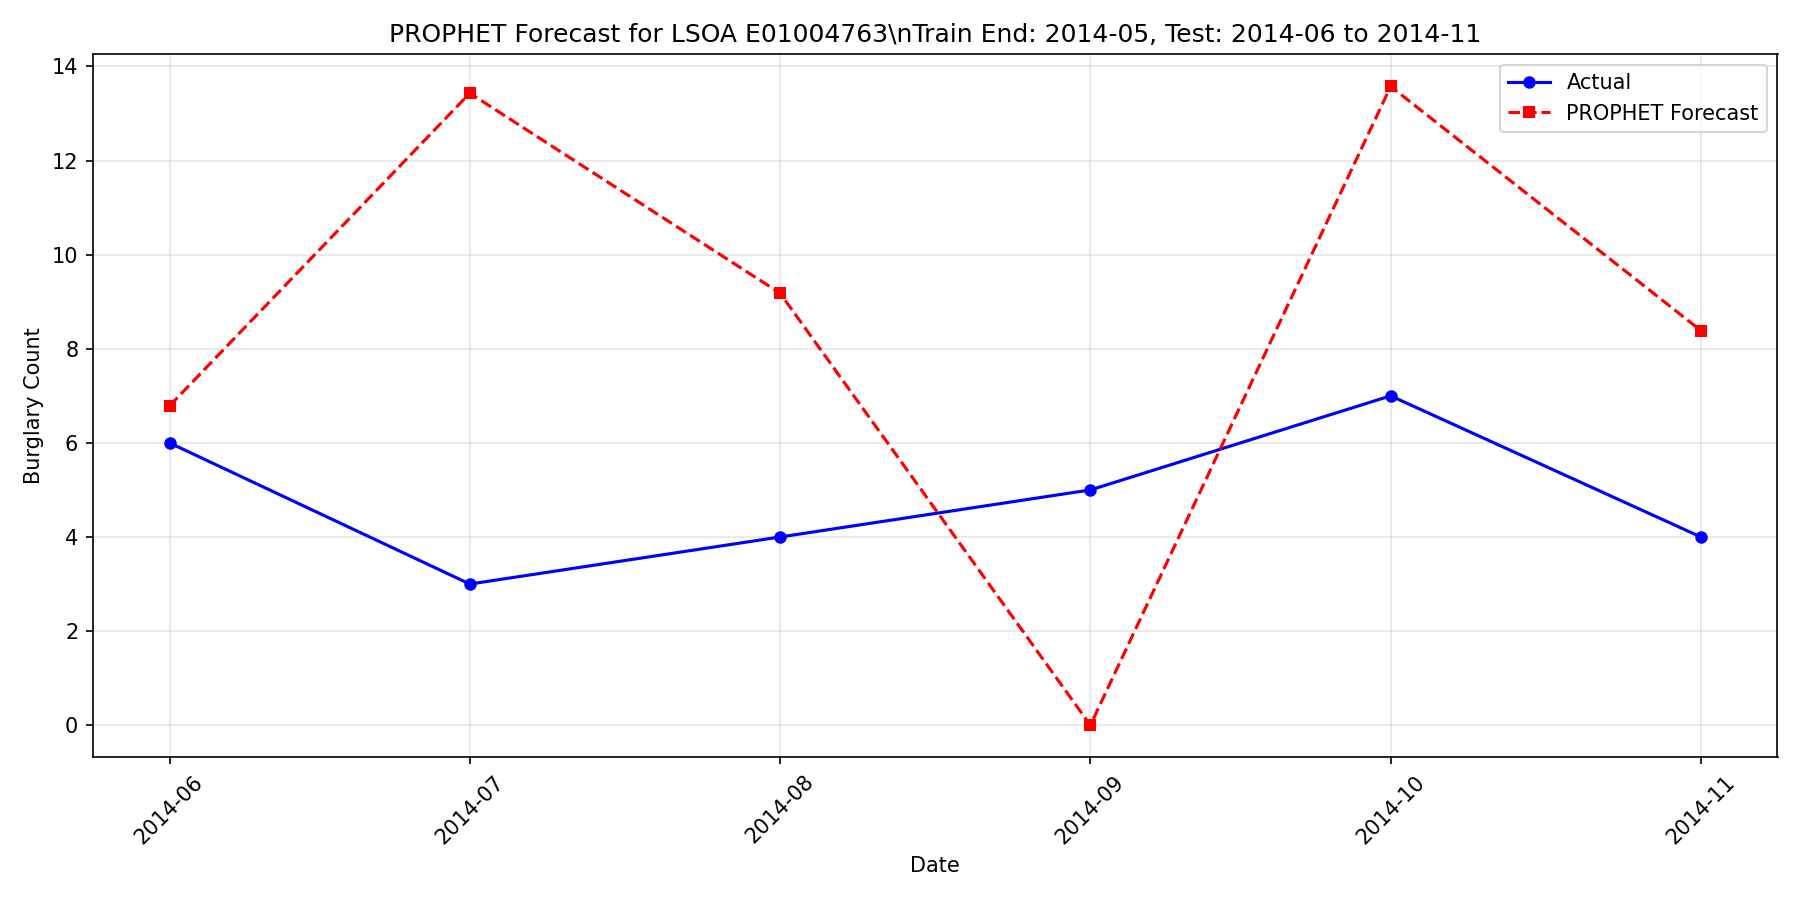 PROPHET Forecast for LSOA E01004763\nTrain End: 2014-05, Test: 2014-06 to 2014-11
Actual
PROPHET Forecast
Burglary Count
14
12
10
8
6
4
2
0
2014-06
2014-07
2014-08
2014-09
2014-10
2014-11
Date